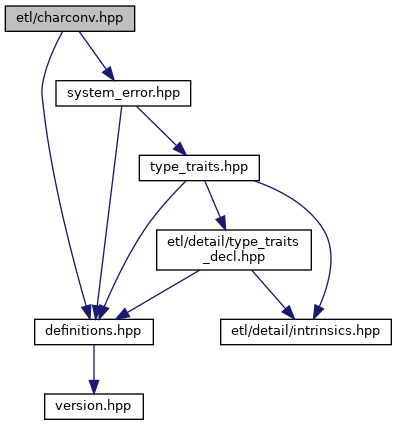 etl/charconv.hpp
system_error.hpp
type_traits.hpp
etl/detail/type_traits
_decl.hpp
definitions.hpp
etl/detail/intrinsics.hpp
version.hpp